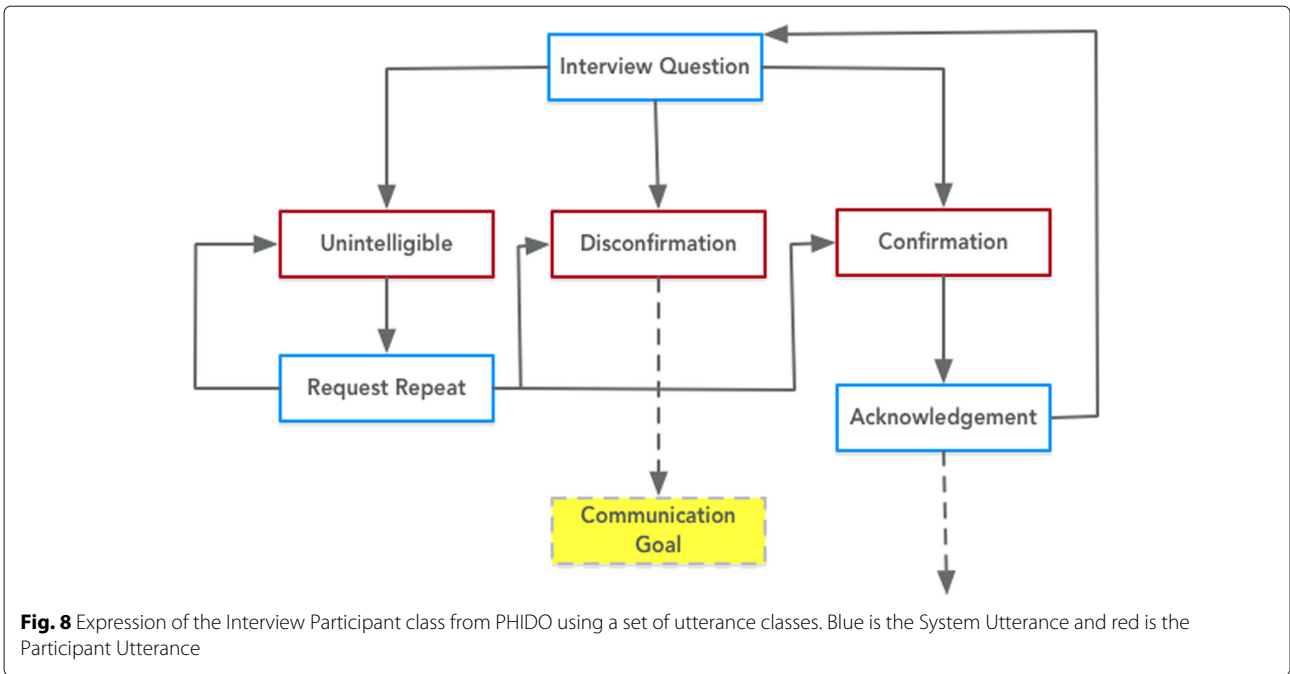 Interview Question
Unintelligible
Disconfirmation
Confirmation
Request Repeat
Acknowledgement
Communication
Goal
Fig. 8 Expression of the Interview Participant class from PHIDO using a set of utterance classes. Blue is the System Utterance and red is the
Participant Utterance